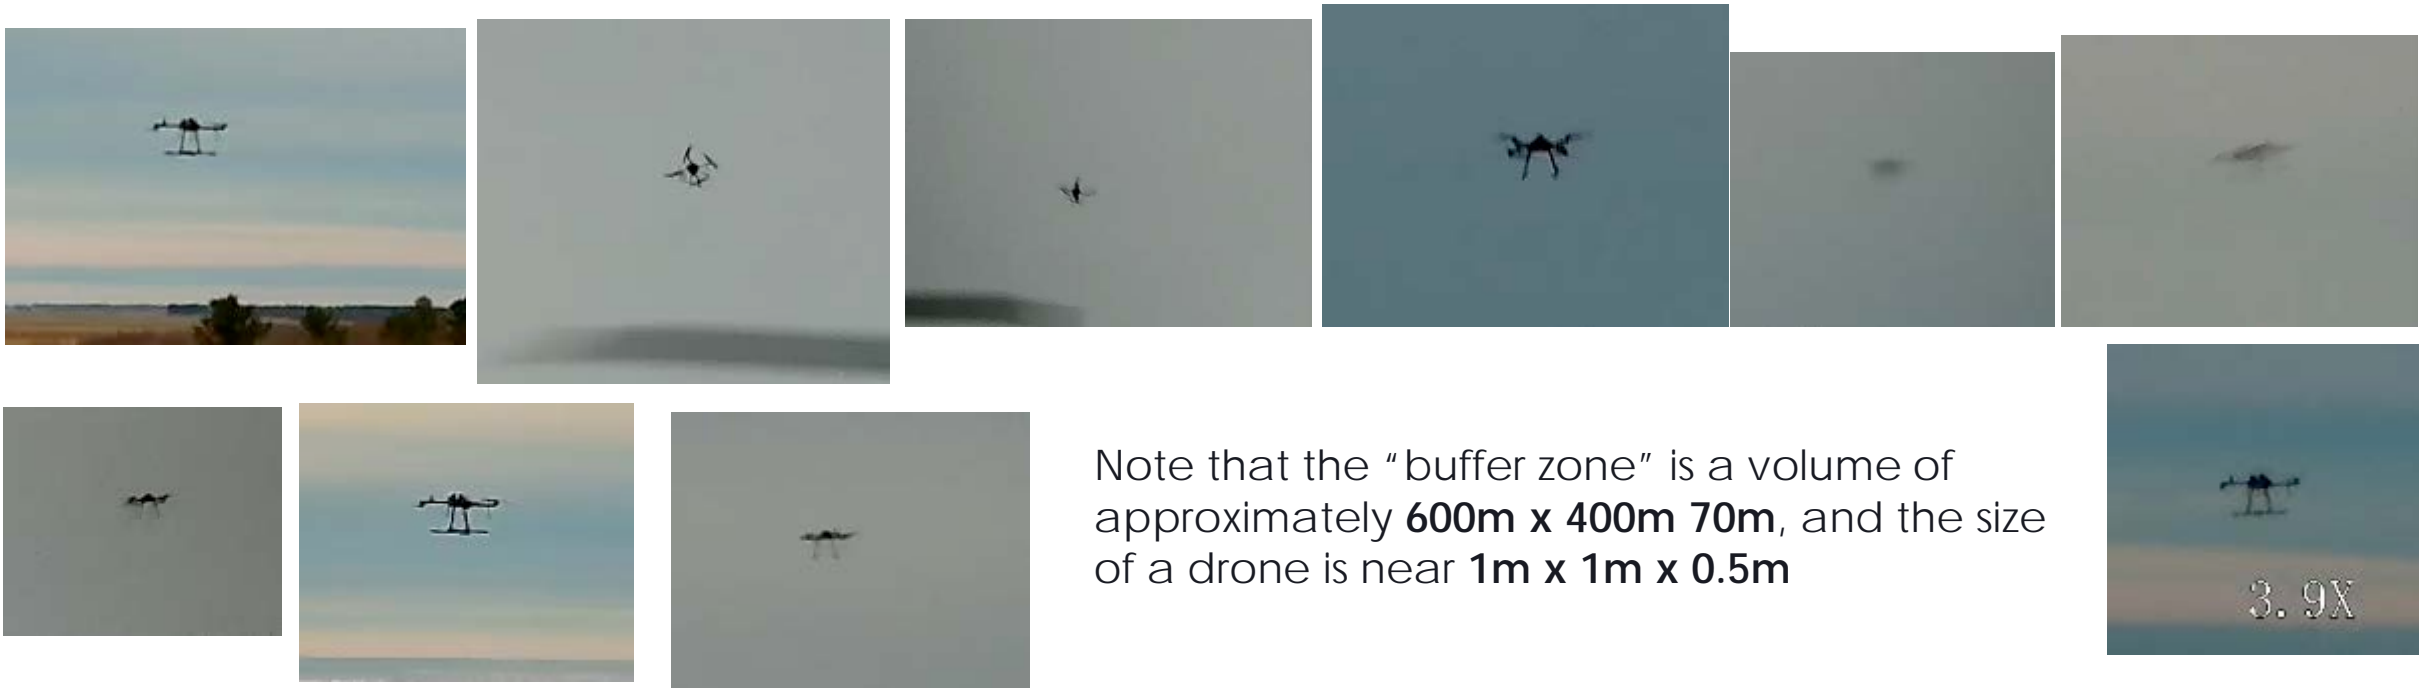 Note that the “buffer zone” is a volume of
approximately 600m x 400m 70m, and the size
of a drone is near 1m x 1m x 0.5m
3. 9X